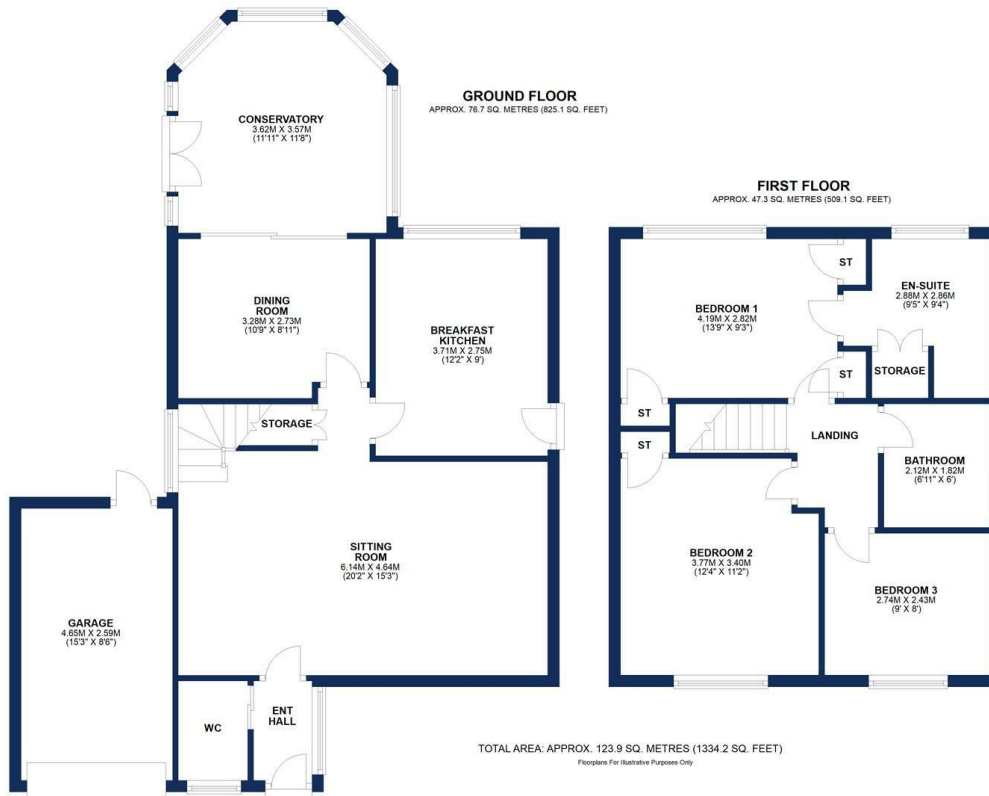 GROUND FLOOR
APPROX. 76.7 SQ. METRES (825.1 SQ. FEET)
CONSERVATORY
3.62M X 3.57M
(11'11" X 11'8")
DINING
ROOM
3.28M X 2.73M
(10'9" X 8'11")
BREAKFAST
KITCHEN
3.71M X 2.75M
(12'2" X 9')
STORAGE
SITTING
ROOM
6.14M X 4.64M
(20'2" X 15'3")
GARAGE
4.65M X 2.59M
(15'3" X 8'6")
WC
ENT
HALL
FIRST FLOOR
APPROX. 47.3 SQ. METRES (509.1 SQ. FEET)
BEDROOM 1
4.19M X 2.82M
(13'9" X 9'3")
ST
EN-SUITE
2.88M X 2.86M
(9'5" X 9'4")
ST
STORAGE
ST
ST
LANDING
BATHROOM
2.12M X 1.82M
(6'11" X 6')
BEDROOM 2
3.77M X 3.40M
(12'4" X 11'2")
BEDROOM 3
2.74M X 2.43M
(9' X 8')
TOTAL AREA: APPROX. 123.9 SQ. METRES (1334.2 SQ. FEET)
Floorplans For Illustrative Purposes Only